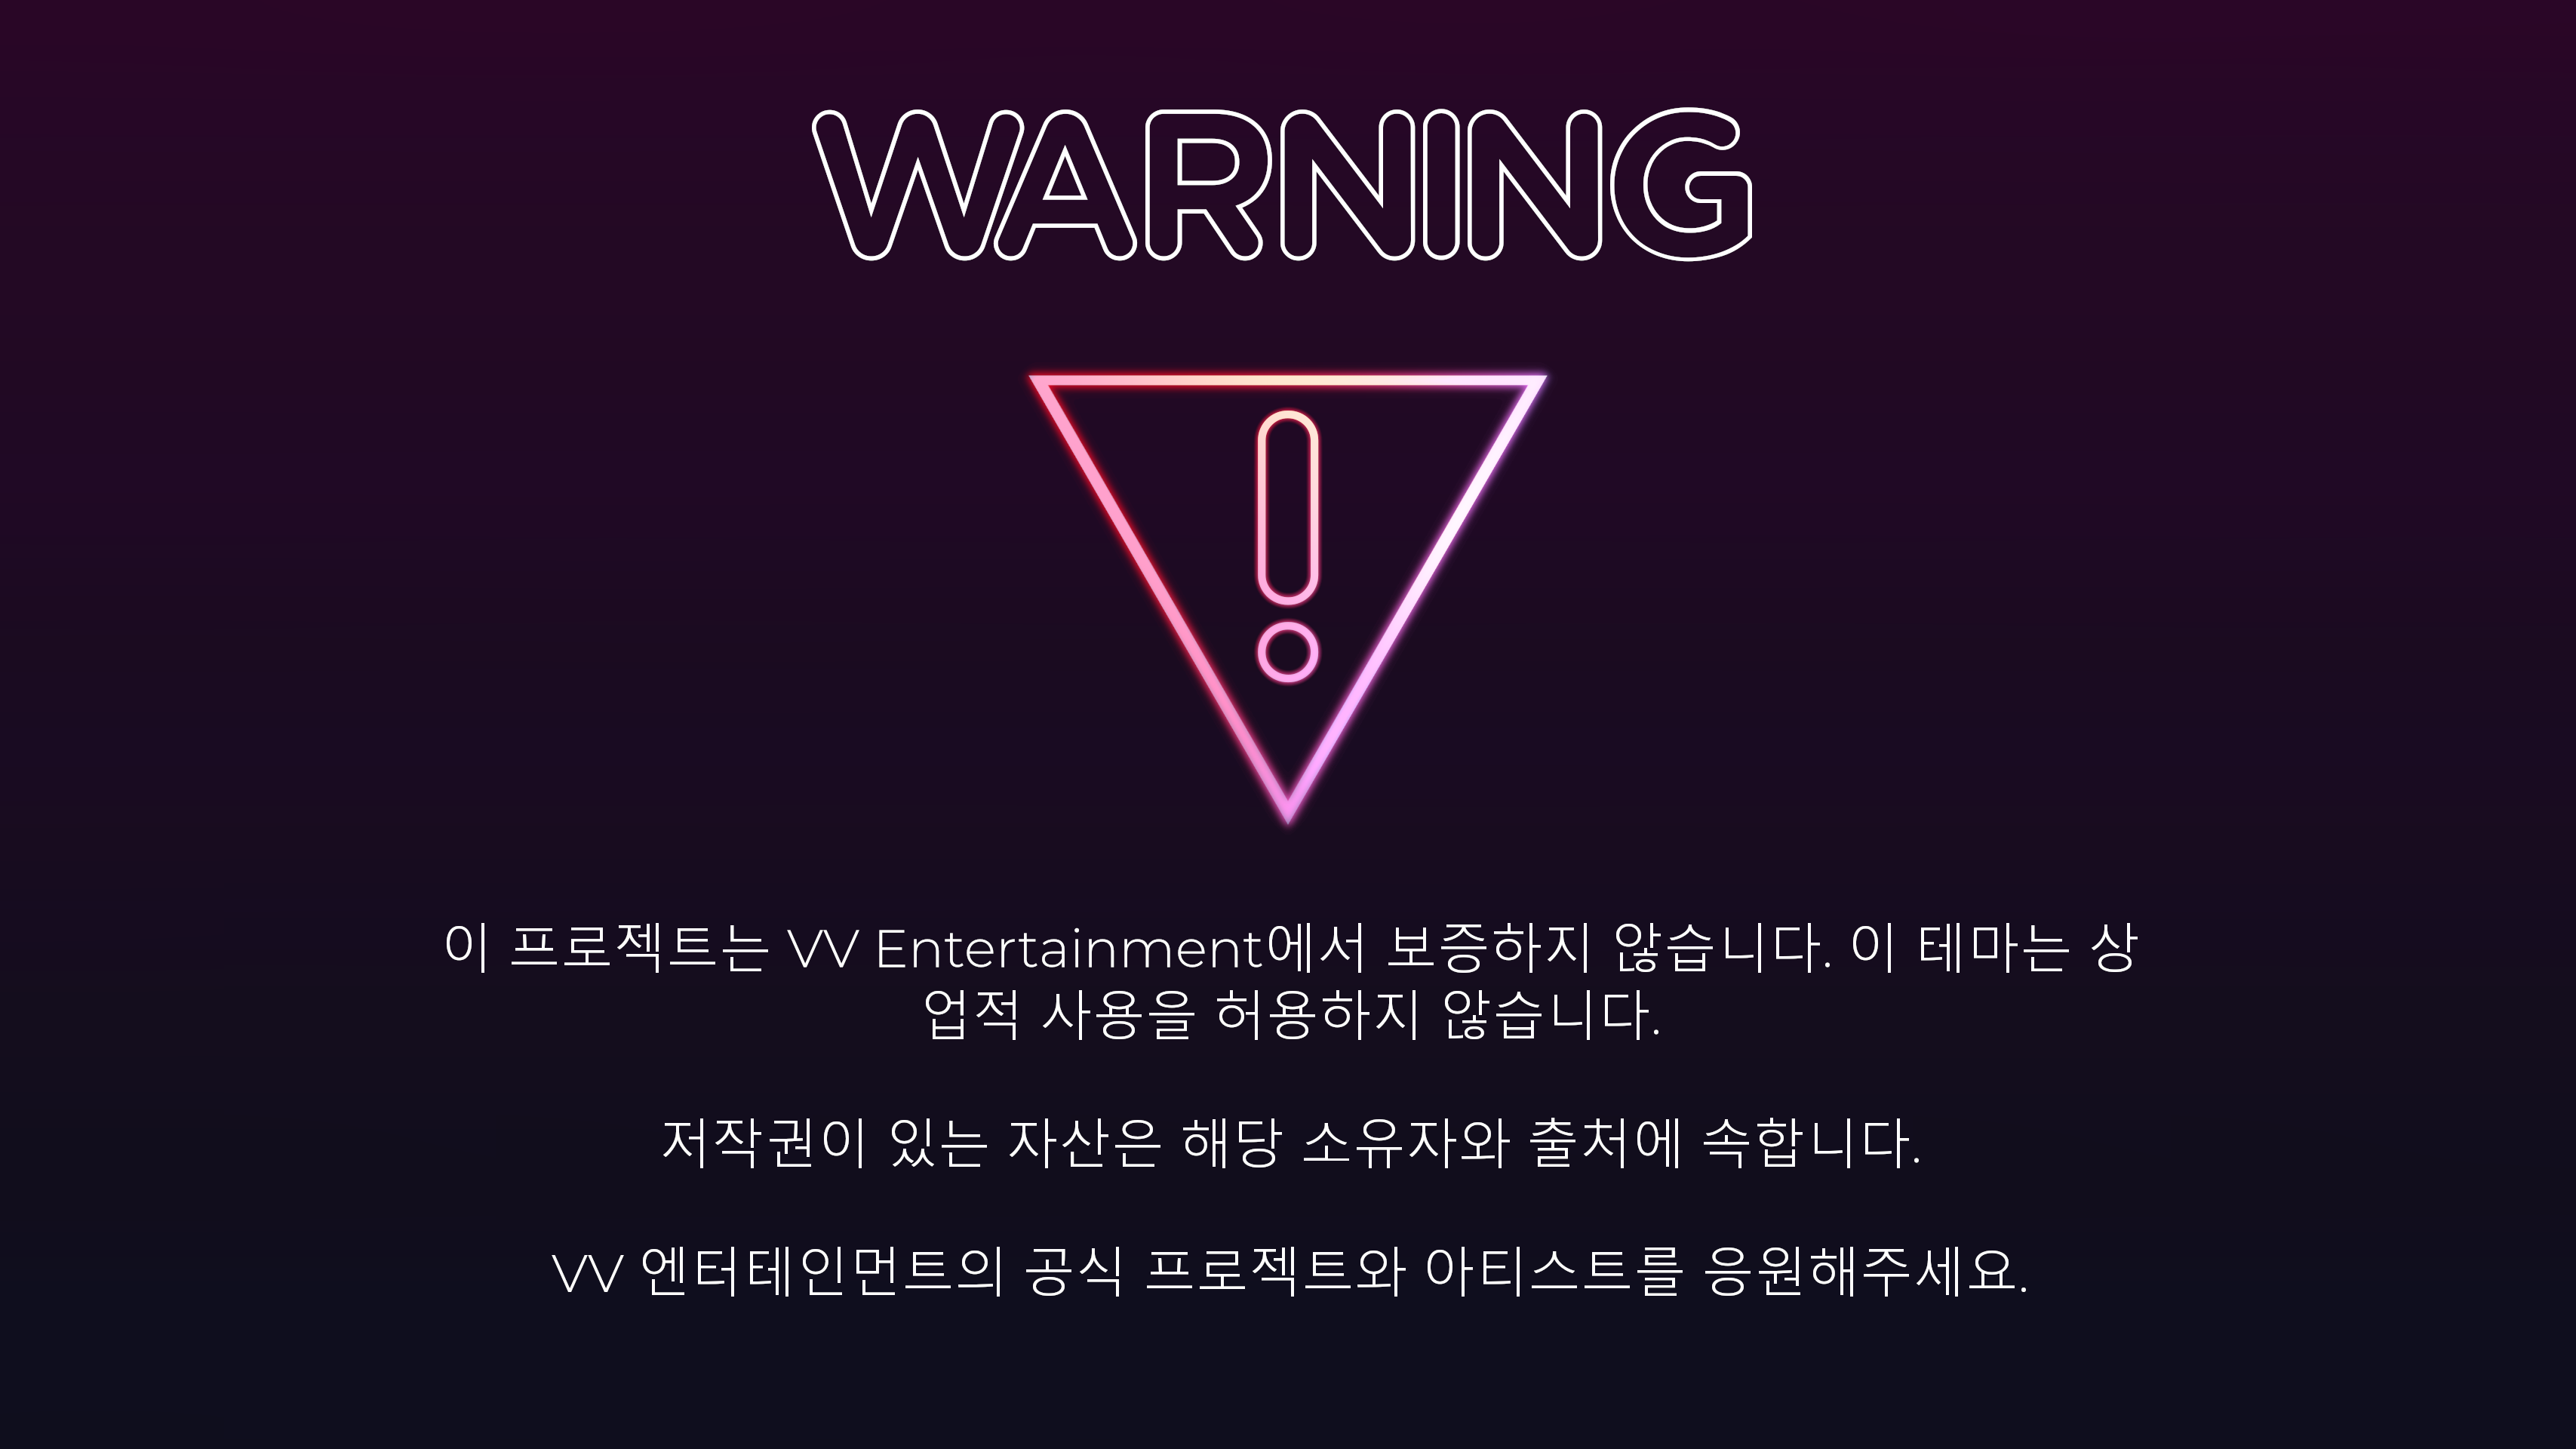 WARNING
이 프로젝트는 VV Entertainment에서 보증하지 않습니다. 이 테마는 상
업적 사용을 허용하지 않습니다.
저작권이 있는 자산은 해당 소유자와 출처에 속합니다.
VV 엔터테인먼트의 공식 프로젝트와 아티스트를 응원해주세요.